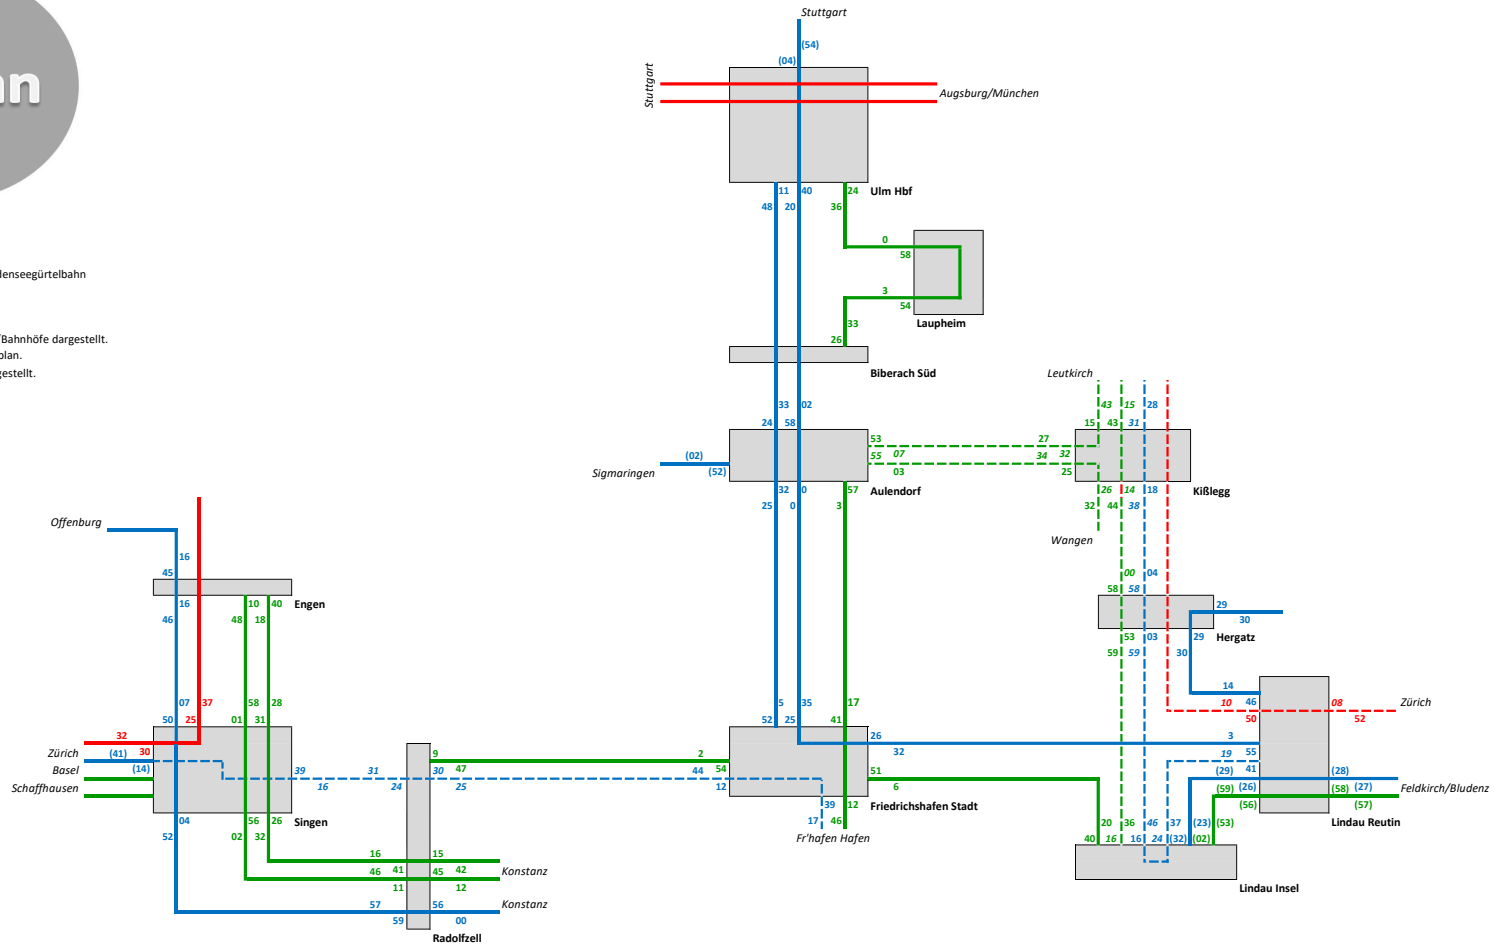 Stuttgart
(54)
(04)
Stuttgart
Augsburg/München
an
11 40 24
Ulm Hbf
48 20 36
0
58
denseegürtelbahn
3
54
33
Laupheim
26
/Bahnhöfe dargestellt.
plan.
gestellt.
Biberach Süd
Leutkirch
33 02
43 15 28
24 58
15 43 31
53
27
(02)
55 07
34 32
Sigmaringen
(52)
03
25
32 0 57
Aulendorf
26 14 18
Kißlegg
25 0 3
32 44 38
Offenburg
Wangen
16
45
00 04
58 58
16
10 40
Engen
29
46
48 18
30
53 03
29
Hergatz
59 59
30
14
07 37
58 28
5 35 17
10
46
08
Zürich
50 25
01 31
52 25 41
50
52
32
26
3
Zürich
(41)
30
9
2
32
19
55
Basel
(14)
39
31
30
47
44
54
51
(29)
41
(28)
Schaffhausen
16
24
25
12
6
(59)
(26)
(58)
(27)
Feldkirch/Bludenz
39 12
Friedrichshafen Stadt
(56)
(57)
04
56 26
Singen
17 46
20 36 46 37 (23) (53)
Lindau Reutin
52
02 32
Fr'hafen Hafen
40 16 16 24 (32) (02)
16
15
46 41
45 42
Konstanz
11
12
Lindau Insel
57
56
Konstanz
59
00
Radolfzell